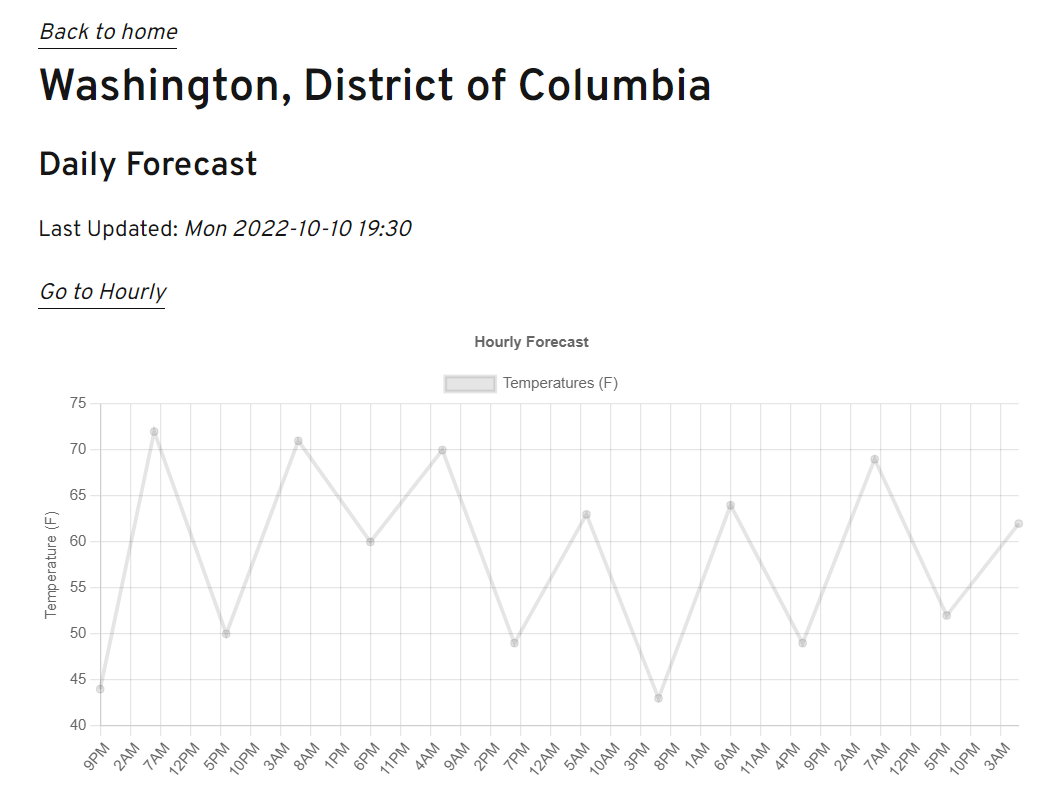 Back to home
Washington, District of Columbia
Daily Forecast
Last Updated: Mon 2022-10-10 19:30
Go to Hourly
Hourly Forecast
Temperatures (F)
75
70
65
60
55
50
45
40
Temperature (F)
9PM 2AM 7AM 12PM 5PM 10PM 3AM 8AM 1PM 6PM 11PM 4AM 9AM 2PM 7PM 12AM 5AM 10AM 3PM 8PM 1AM 6AM 11AM 4PM 9PM 2AM 7AM 12PM 5PM 10PM 3AM